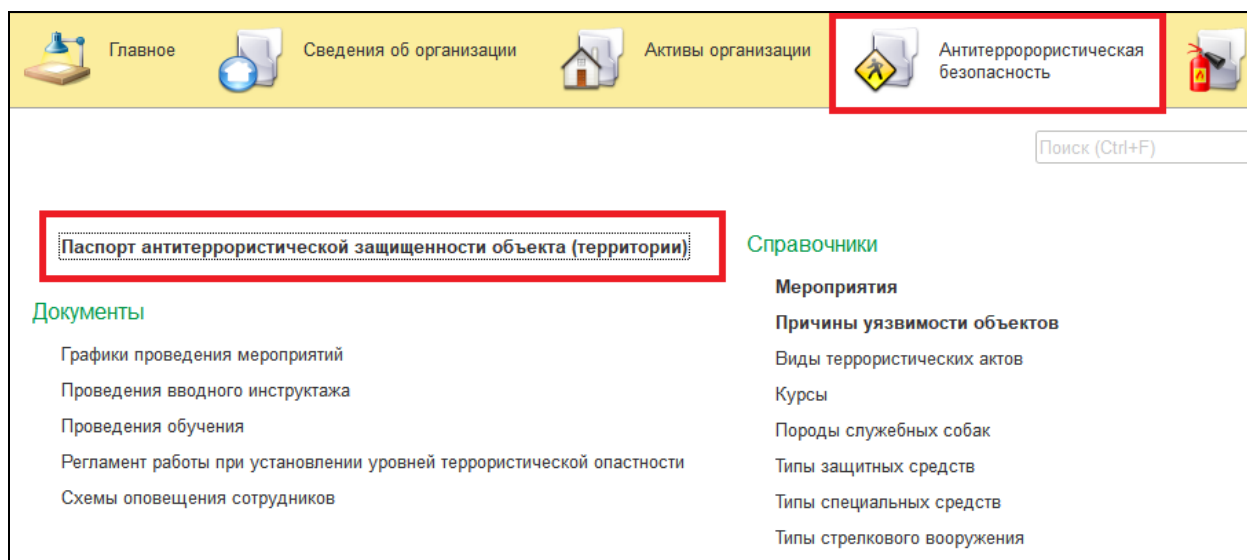 Главное
Сведения об организации
Активы организации
Антитерророристическая
безопасность
Поиск (Ctrl+F)
Паспорт антитеррористической защищенности объекта (территории)
Документы
Графики проведения мероприятий
Проведения вводного инструктажа
Проведения обучения
Регламент работы при установлении уровней террористической опастности
Схемы оповещения сотрудников
Справочники
Мероприятия
Причины уязвимости объектов
Виды террористических актов
Курсы
Породы служебных собак
Типы защитных средств
Типы специальных средств
Типы стрелкового вооружения